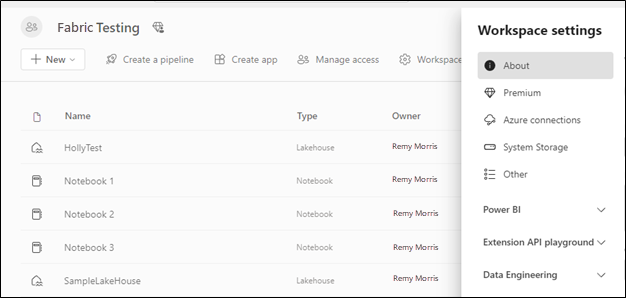 Fabric Testing
Workspace settings
New
Create a pipeline
Create app
Manage access
Workspace
About
Premium
Name
Type
Owner
Azure connections
HollyTest
Lakehouse
Remy Morris
System Storage
Notebook 1
Notebook
Remy Morris
Other
Notebook 2
Notebook
Remy Morris
Power BI
Notebook 3
Notebook
Remy Morris
Extension API playground
SampleLakeHouse
Lakehouse
Remy Morris
Data Engineering